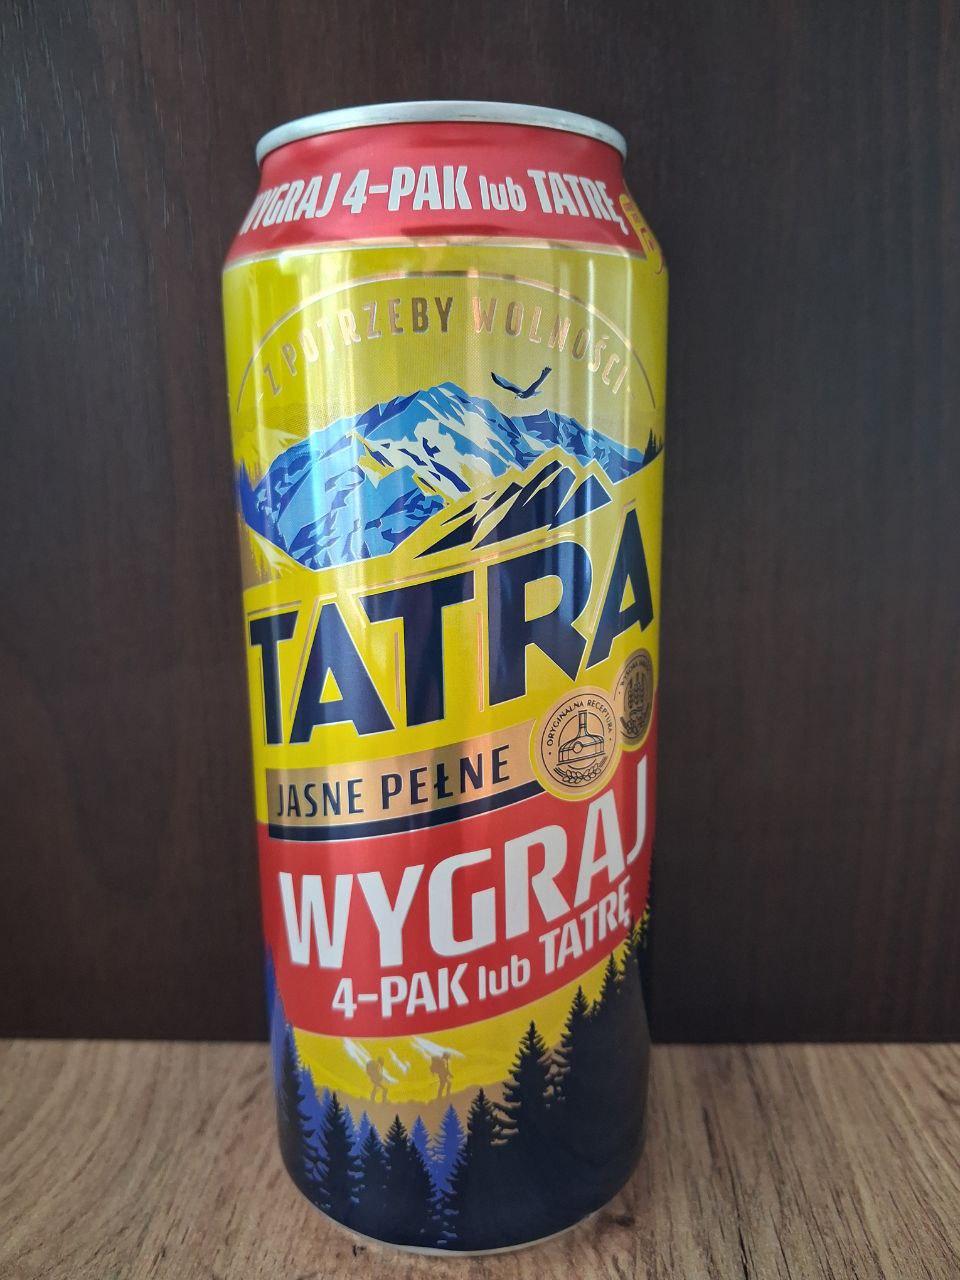 WYGRAJ 4-PAK lub TATRĘ
Z POTRZEBY WOLNOŚCI
TATRA
JASNE PEŁNE
ORYGINALNA RECEPTURA
WYGRAJ
4-PAK lub TATRĘ